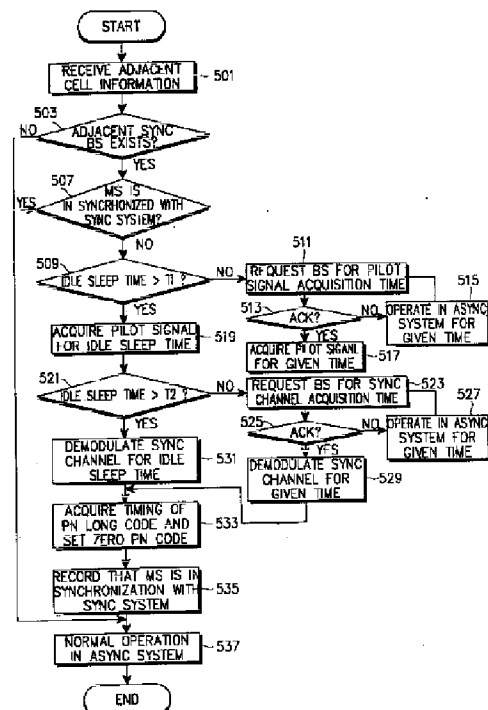 START
RECEIVE ADJACENT
CELL INFORMATION
501
503
NO
ADJACENT SYNC
BS EXISTS?
YES
507
YES
MS IS
IN SYNCRHONIZED WITH
SYNC SYSTEM?
NO
509
IDLE SLEEP TIME > T1 ?
NO
511
REQUEST BS FOR PILOT
SIGNAL ACQUISITION TIME
515
513
ACK?
NO
OPERATE IN ASYNC
SYSTEM FOR
GIVEN TIME
YES
YES
ACQUIRE PILOT SIGNAL
FOR IDLE SLEEP TIME
519
ACQUIRE PILOT SIGANL
FOR GIVEN TIME
517
521
IDLE SLEEP TIME > T2 ?
NO
REQUEST BS FOR SYNC
CHANNEL ACQUISITION TIME
523
527
525
ACK?
NO
OPERATE IN ASYNC
SYSTEM FOR
GIVEN TIME
YES
YES
DEMODULATE SYNC
CHANNEL FOR IDLE
SLEEP TIME
531
DEMODULATE SYNC
CHANNEL FOR
GIVEN TIME
529
ACQUIRE TIMING OF
PN LONG CODE AND
SET ZERO PN CODE
533
RECORD THAT MS IS IN
SYNCHRONIZATION WITH
SYNC SYSTEM
535
NORMAL OPERATION
IN ASYNC SYSTEM
537
END